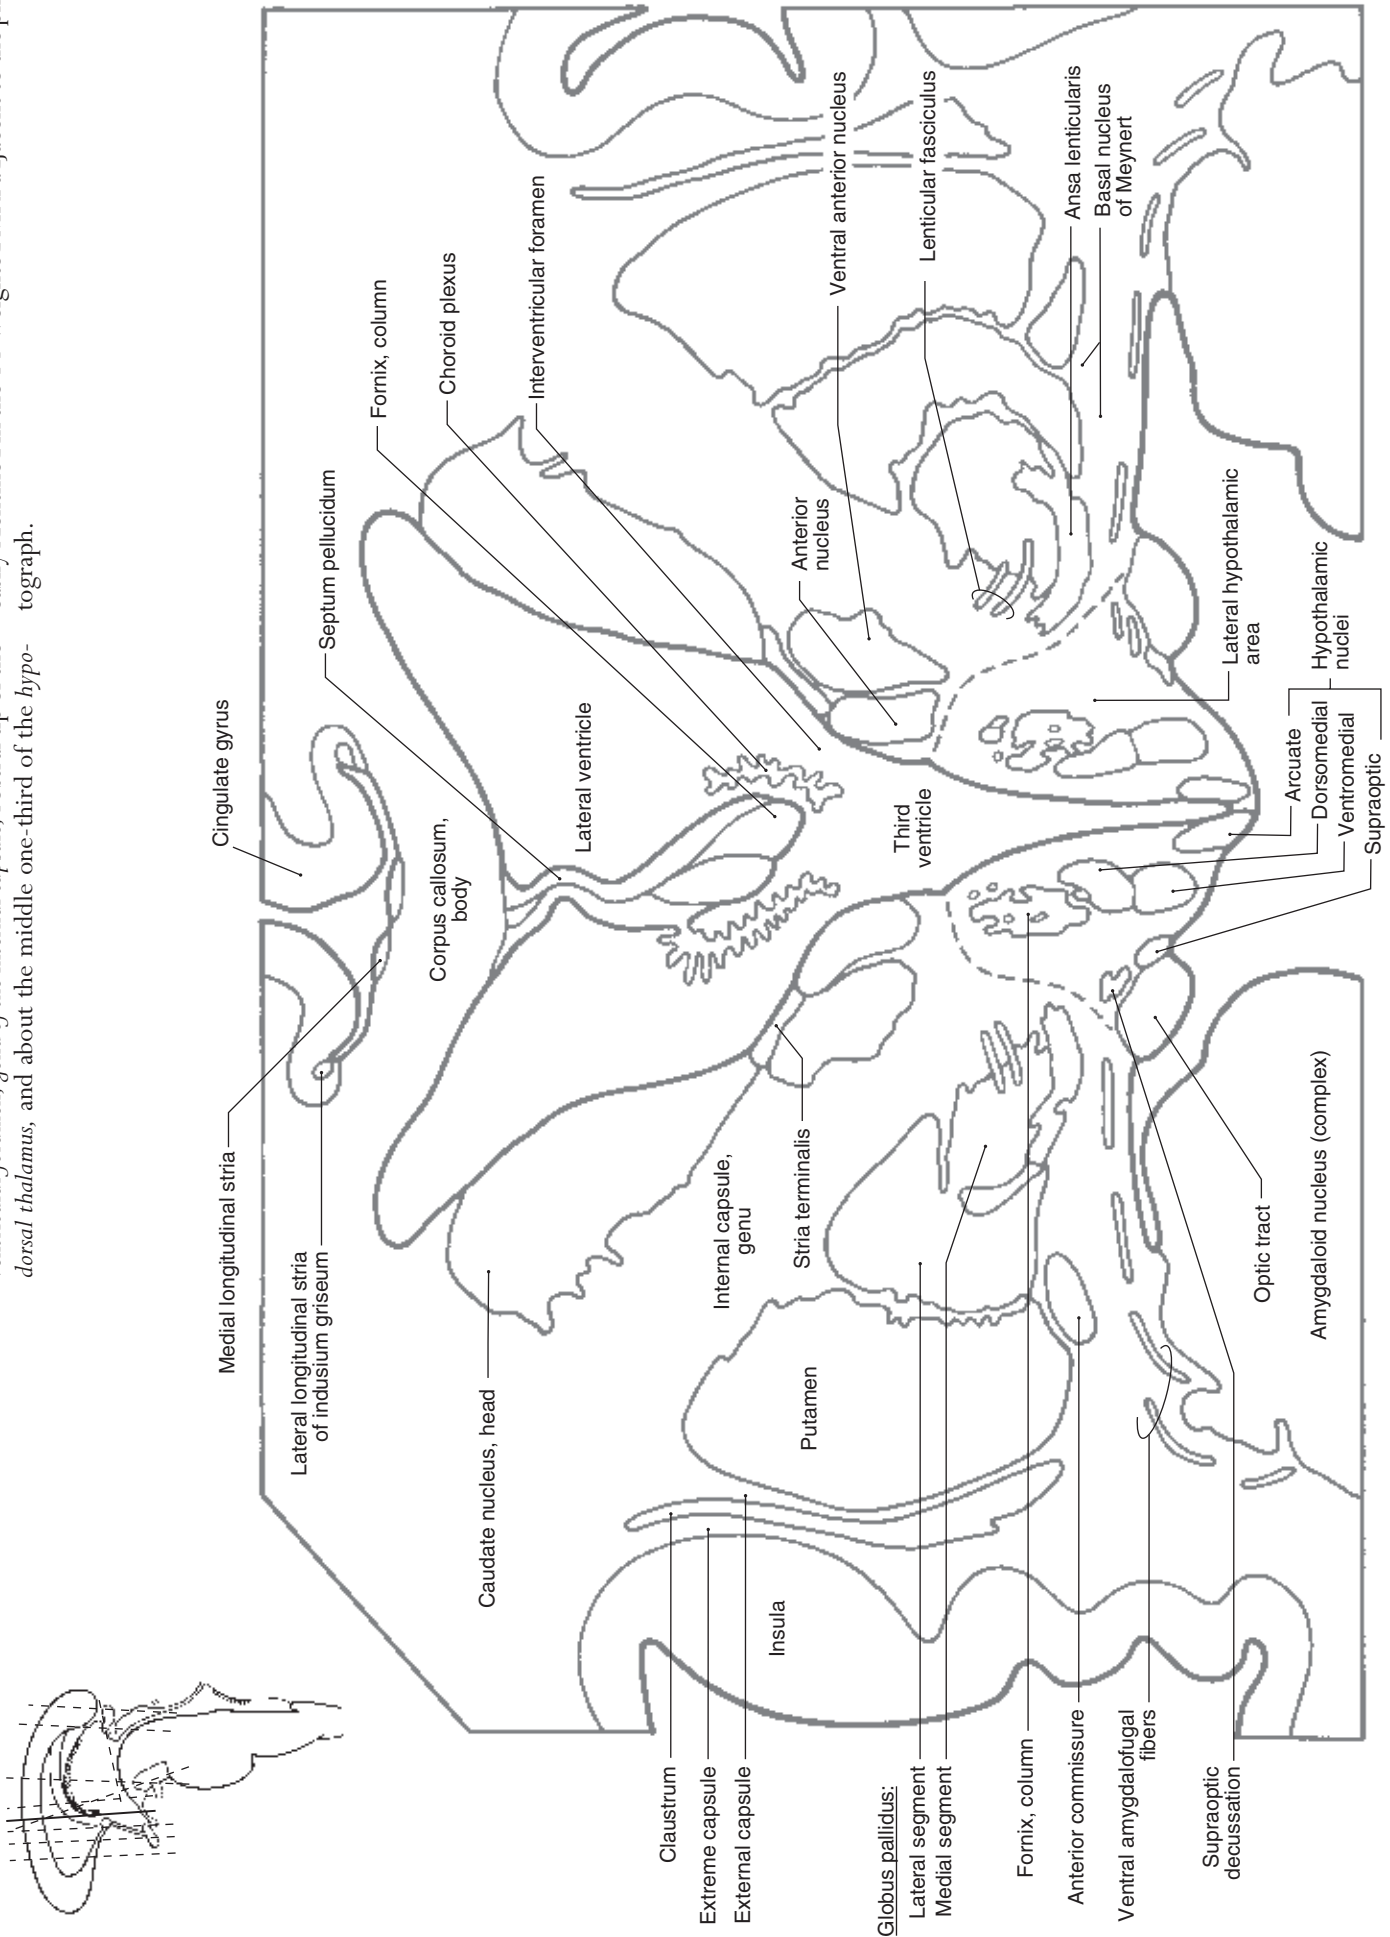 dorsal thalamus, and about the middle one-third of the hypo-
tograph.
Cingulate gyrus
Medial longitudinal stria
Lateral longitudinal stria
of indusium griseum
Septum pellucidum
Fornix, column
Choroid plexus
Interventricular foramen
Corpus callosum,
body
Lateral ventricle
Caudate nucleus, head
Internal capsule,
genu
Stria terminalis
Anterior
nucleus
Ventral anterior nucleus
Lenticular fasciculus
Ansa lenticularis
Basal nucleus
of Meynert
Third
ventricle
Putamen
Insula
Claustrum
Extreme capsule
External capsule
Globus pallidus:
Lateral segment
Medial segment
Fornix, column
Anterior commissure
Ventral amygdalofugal
fibers
Supraoptic
decussation
Optic tract
Amygdaloid nucleus (complex)
Lateral hypothalamic
area
Hypothalamic
nuclei
Arcuate
Dorsomedial
Ventromedial
Supraoptic